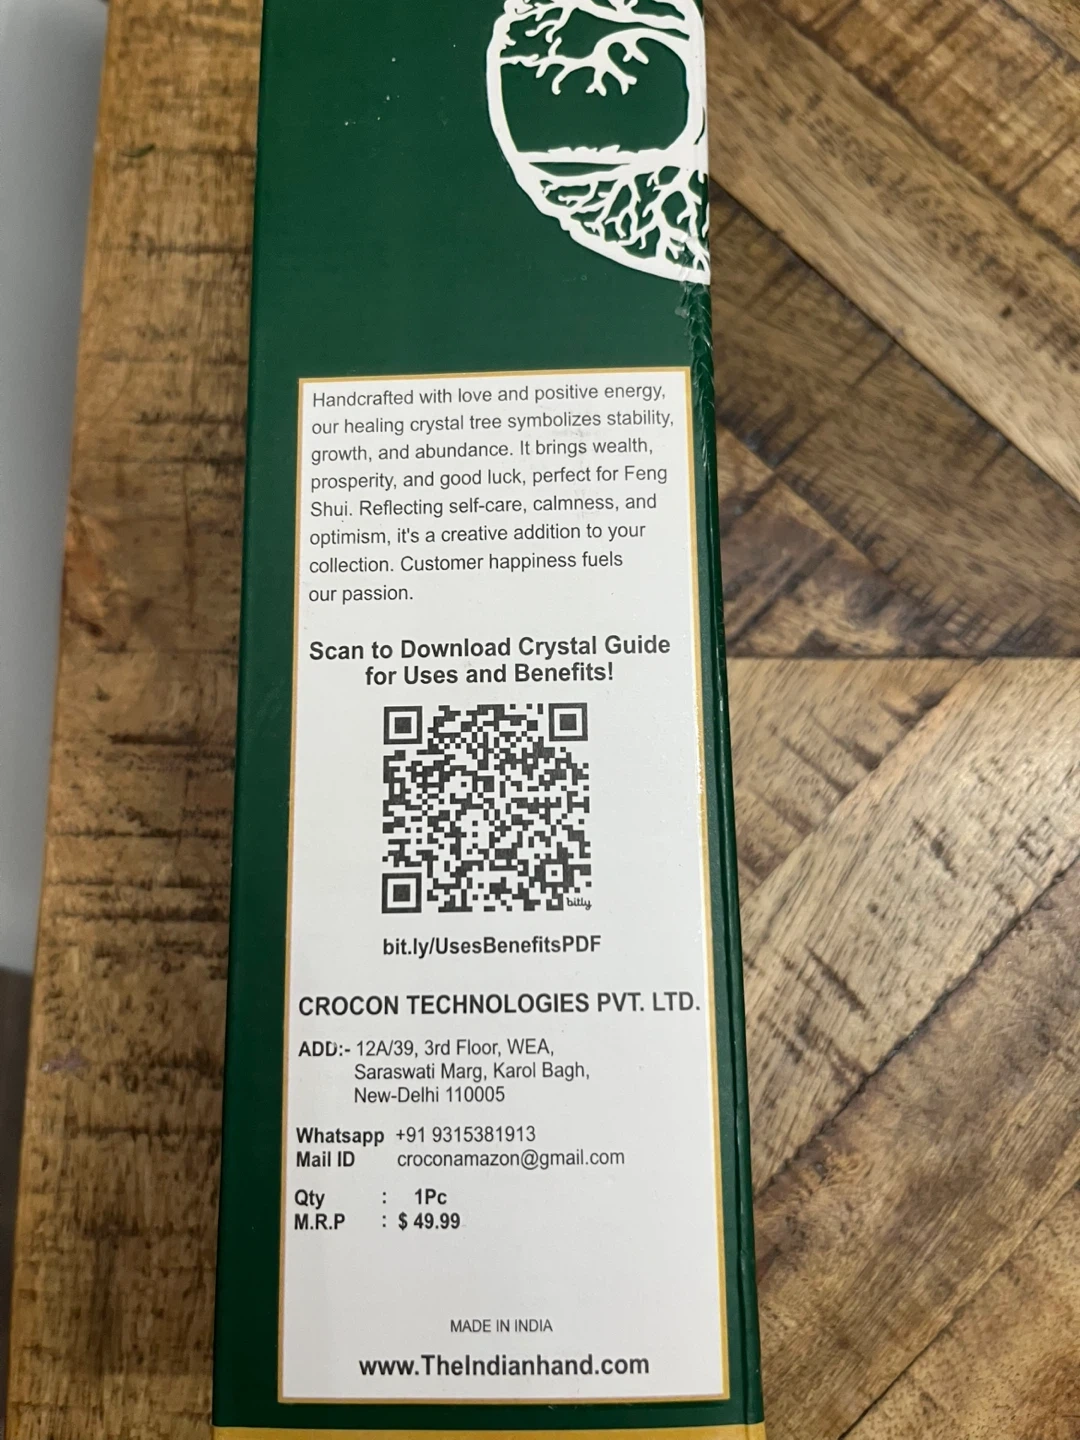 Handcrafted with love and positive energy,
our healing crystal tree symbolizes stability,
growth, and abundance. It brings wealth,
prosperity, and good luck, perfect for Feng
Shui. Reflecting self-care, calmness, and
optimism, it's a creative addition to your
collection. Customer happiness fuels
our passion.
Scan to Download Crystal Guide
for Uses and Benefits!
bitly
bit.ly/UsesBenefitsPDF
CROCON TECHNOLOGIES PVT. LTD.
ADD:- 12A/39, 3rd Floor, WEA,
Saraswati Marg, Karol Bagh,
New-Delhi 110005
Whatsapp +91 9315381913
Mail ID croconamazon@gmail.com
Qty : 1Pc
M.R.P : $ 49.99
MADE IN INDIA
www.TheIndianhand.com